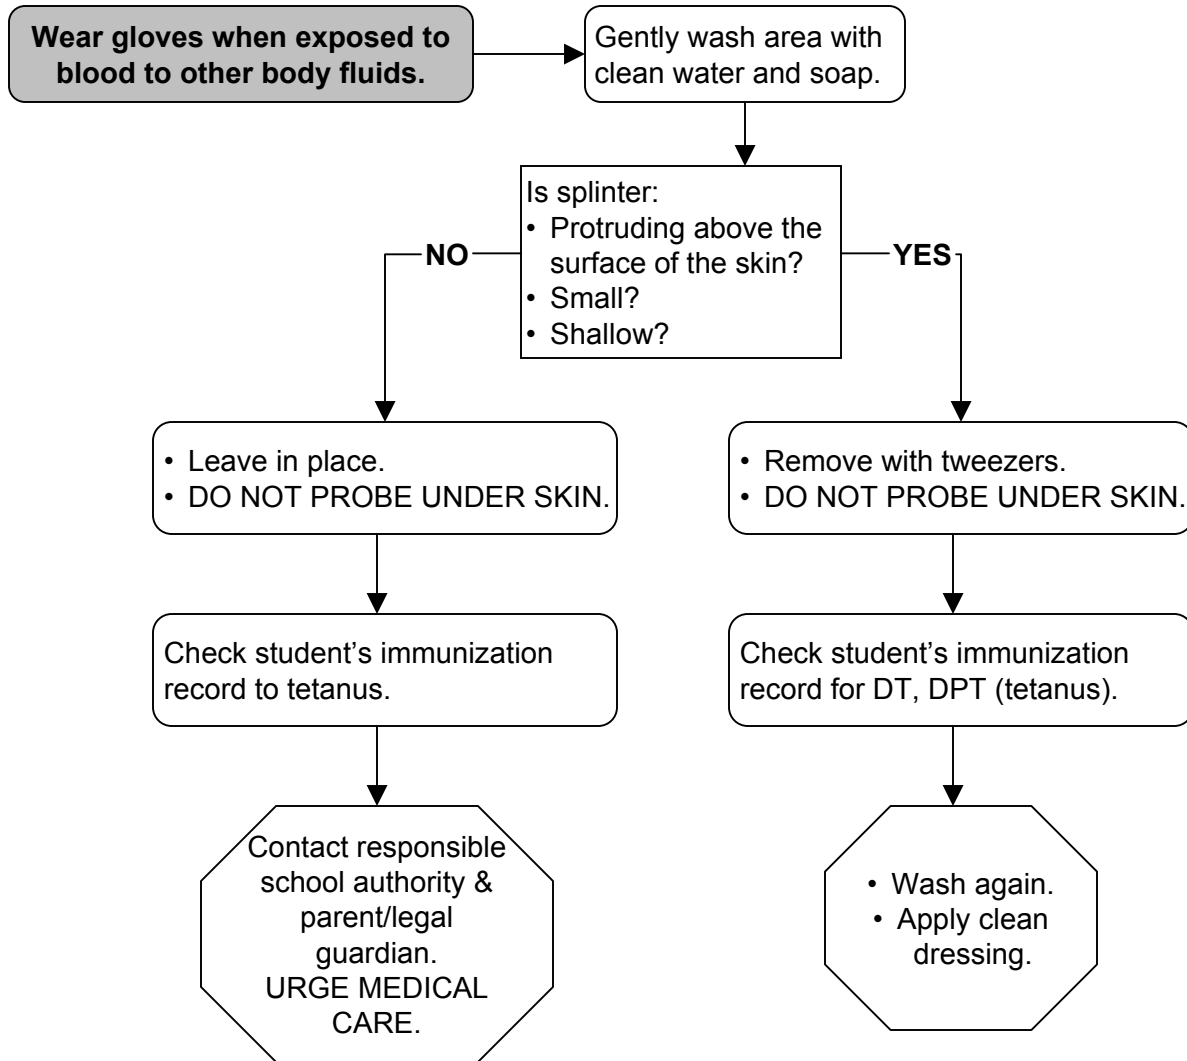 Wear gloves when exposed to
blood to other body fluids.
Gently wash area with
clean water and soap.
Is splinter:
• Protruding above the
surface of the skin?
• Small?
• Shallow?
NO
YES
• Leave in place.
• DO NOT PROBE UNDER SKIN.
• Remove with tweezers.
• DO NOT PROBE UNDER SKIN.
Check student’s immunization
record to tetanus.
Check student’s immunization
record for DT, DPT (tetanus).
Contact responsible
school authority &
parent/legal
guardian.
URGE MEDICAL
CARE.
• Wash again.
• Apply clean
dressing.